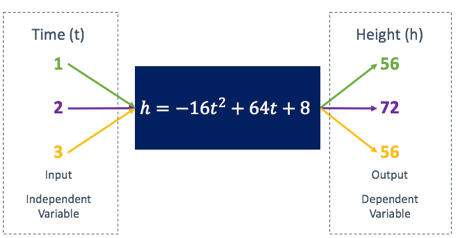 Time (t)
1
2
3
Input
Independent
Variable
h = −16t² + 64t + 8
Height (h)
56
72
56
Output
Dependent
Variable